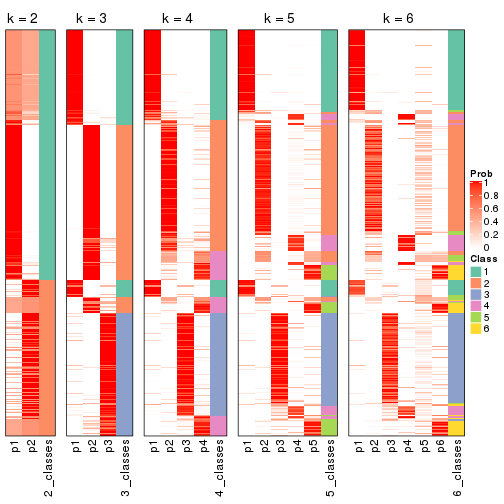 k = 2
k = 3
k = 4
k = 5
k = 6
Prob
1
0.8
0.6
0.4
0.2
0
Class
1
2
3
4
5
6
p1
p2
2_classes
p1
p2
p3
3_classes
p1
p2
p3
p4
4_classes
p1
p2
p3
p4
p5
5_classes
p1
p2
p3
p4
p5
p6
6_classes